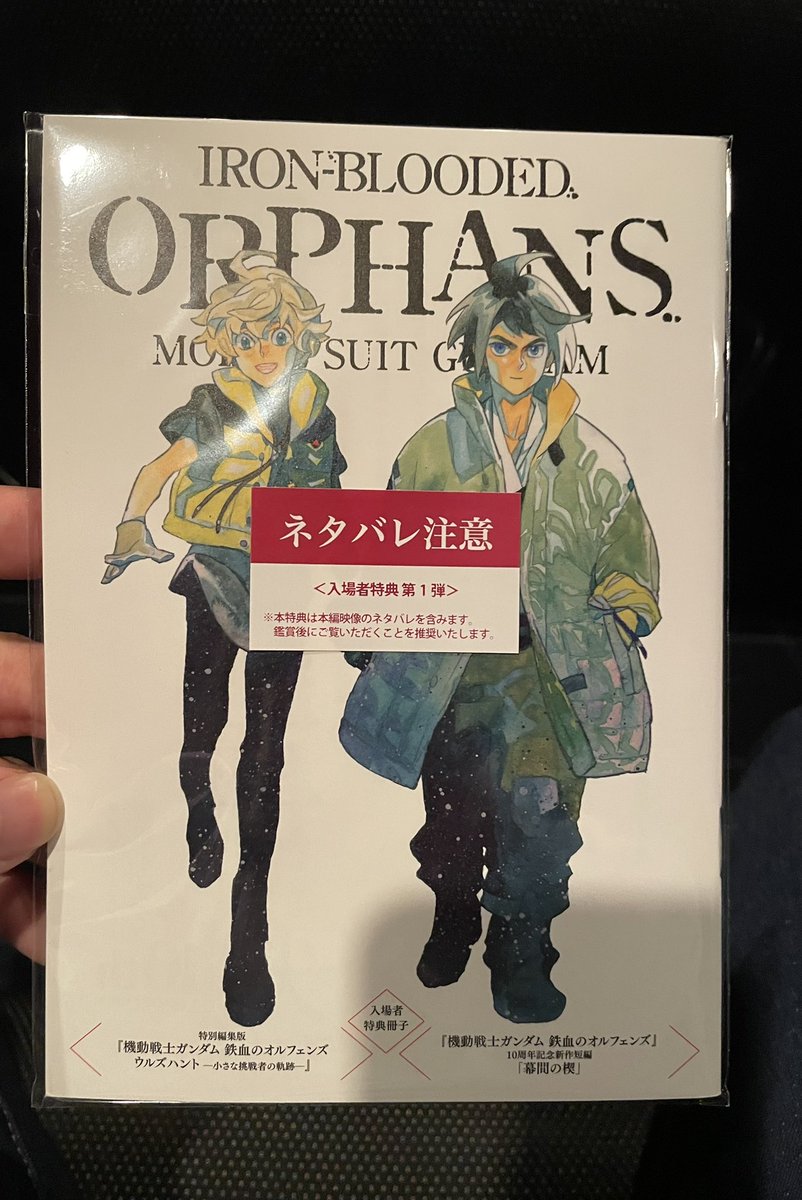 IRON-BLOODED
ORPHANS
MOBILE SUIT GUNDAM
ネタバレ注意
<入場者特典 第1弾>
※本特典は本編映像のネタバレを含みます。
鑑賞後にご覧いただくことを推奨いたします。
特別編集版
『機動戦士ガンダム 鉄血のオルフェンズ
ウルズハント ―小さな挑戦者の軌跡―』
入場者
特典冊子
『機動戦士ガンダム 鉄血のオルフェンズ』
10周年記念新作短編
「幕間の楔」